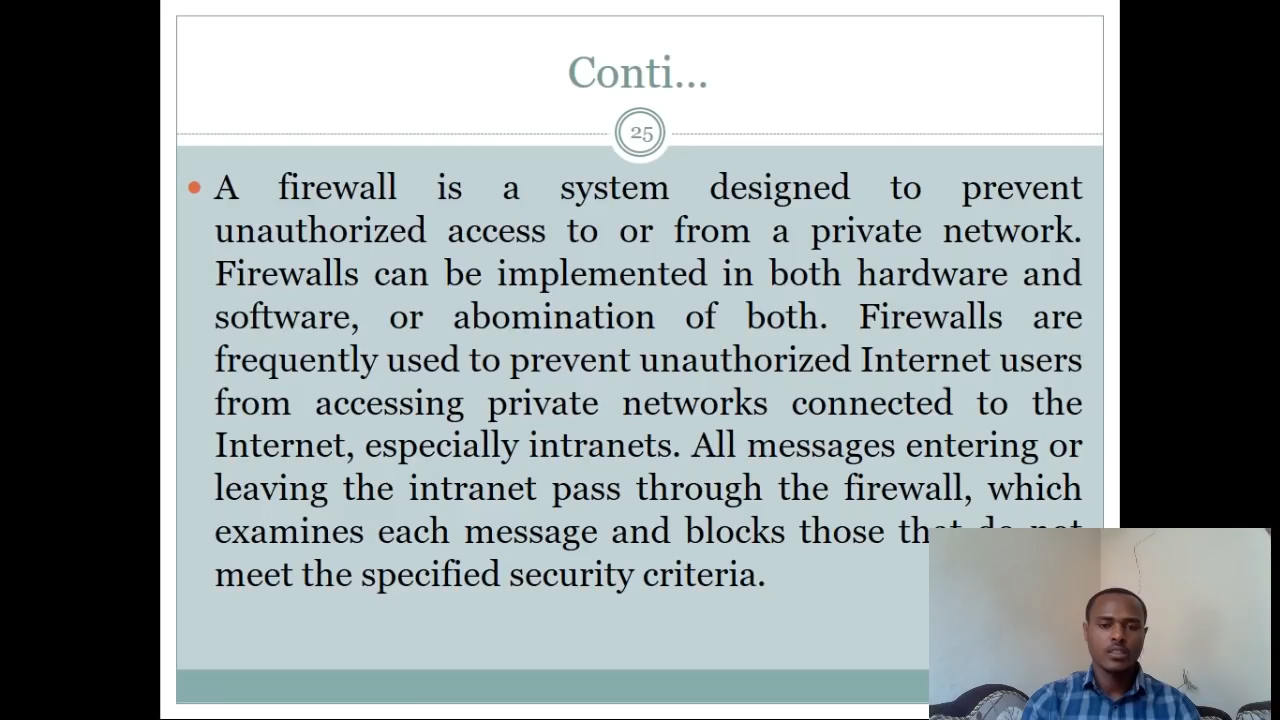 Conti...
25
A firewall is a system designed to prevent
unauthorized access to or from a private network.
Firewalls can be implemented in both hardware and
software, or abomination of both. Firewalls are
frequently used to prevent unauthorized Internet users
from accessing private networks connected to the
Internet, especially intranets. All messages entering or
leaving the intranet pass through the firewall, which
examines each message and blocks those that do not
meet the specified security criteria.